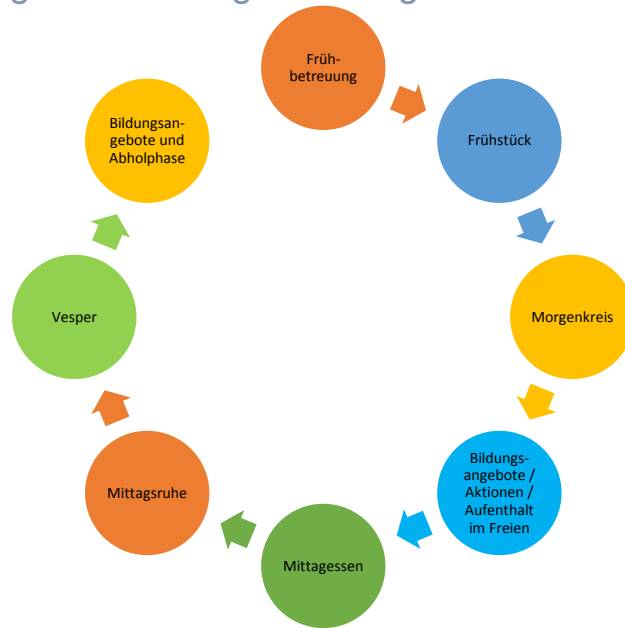 Früh-
betreuung
Frühstück
Morgenkreis
Bildungs-
angebote /
Aktionen /
Aufenthalt
im Freien
Mittagessen
Mittagsruhe
Vesper
Bildungsan-
gebote und
Abholphase